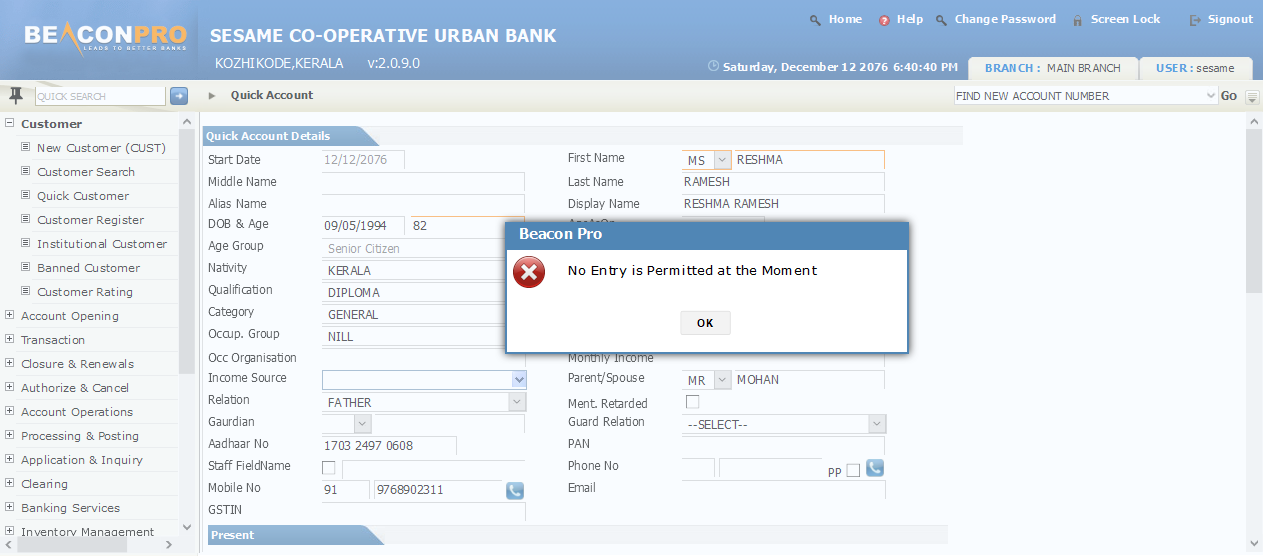 BEACONPRO
LEADS TO BETTER BANKS
SESAME CO-OPERATIVE URBAN BANK
KOZHIKODE,KERALA v:2.0.9.0
Home Help Change Password Screen Lock Signout
Saturday, December 12 2076 6:40:40 PM BRANCH : MAIN BRANCH USER : sesame
QUICK SEARCH Quick Account FIND NEW ACCOUNT NUMBER Go
Customer
New Customer (CUST)
Customer Search
Quick Customer
Customer Register
Institutional Customer
Banned Customer
Customer Rating
Account Opening
Transaction
Closure & Renewals
Authorize & Cancel
Account Operations
Processing & Posting
Application & Inquiry
Clearing
Banking Services
Inventory Management
Quick Account Details
Start Date 12/12/2076 First Name MS RESHMA
Middle Name Last Name RAMESH
Alias Name Display Name RESHMA RAMESH
DOB & Age 09/05/1994 82
Age Group Senior Citizen
Nativity KERALA
Qualification DIPLOMA
Category GENERAL
Occup. Group NILL
Occ Organisation Monthly Income
Income Source Parent/Spouse MR MOHAN
Relation FATHER Ment. Retarded
Gaurdian Guard Relation --SELECT--
Aadhaar No 1703 2497 0608 PAN
Staff FieldName Phone No PP
Mobile No 91 9768902311 Email
GSTIN
Present
Beacon Pro
No Entry is Permitted at the Moment
OK